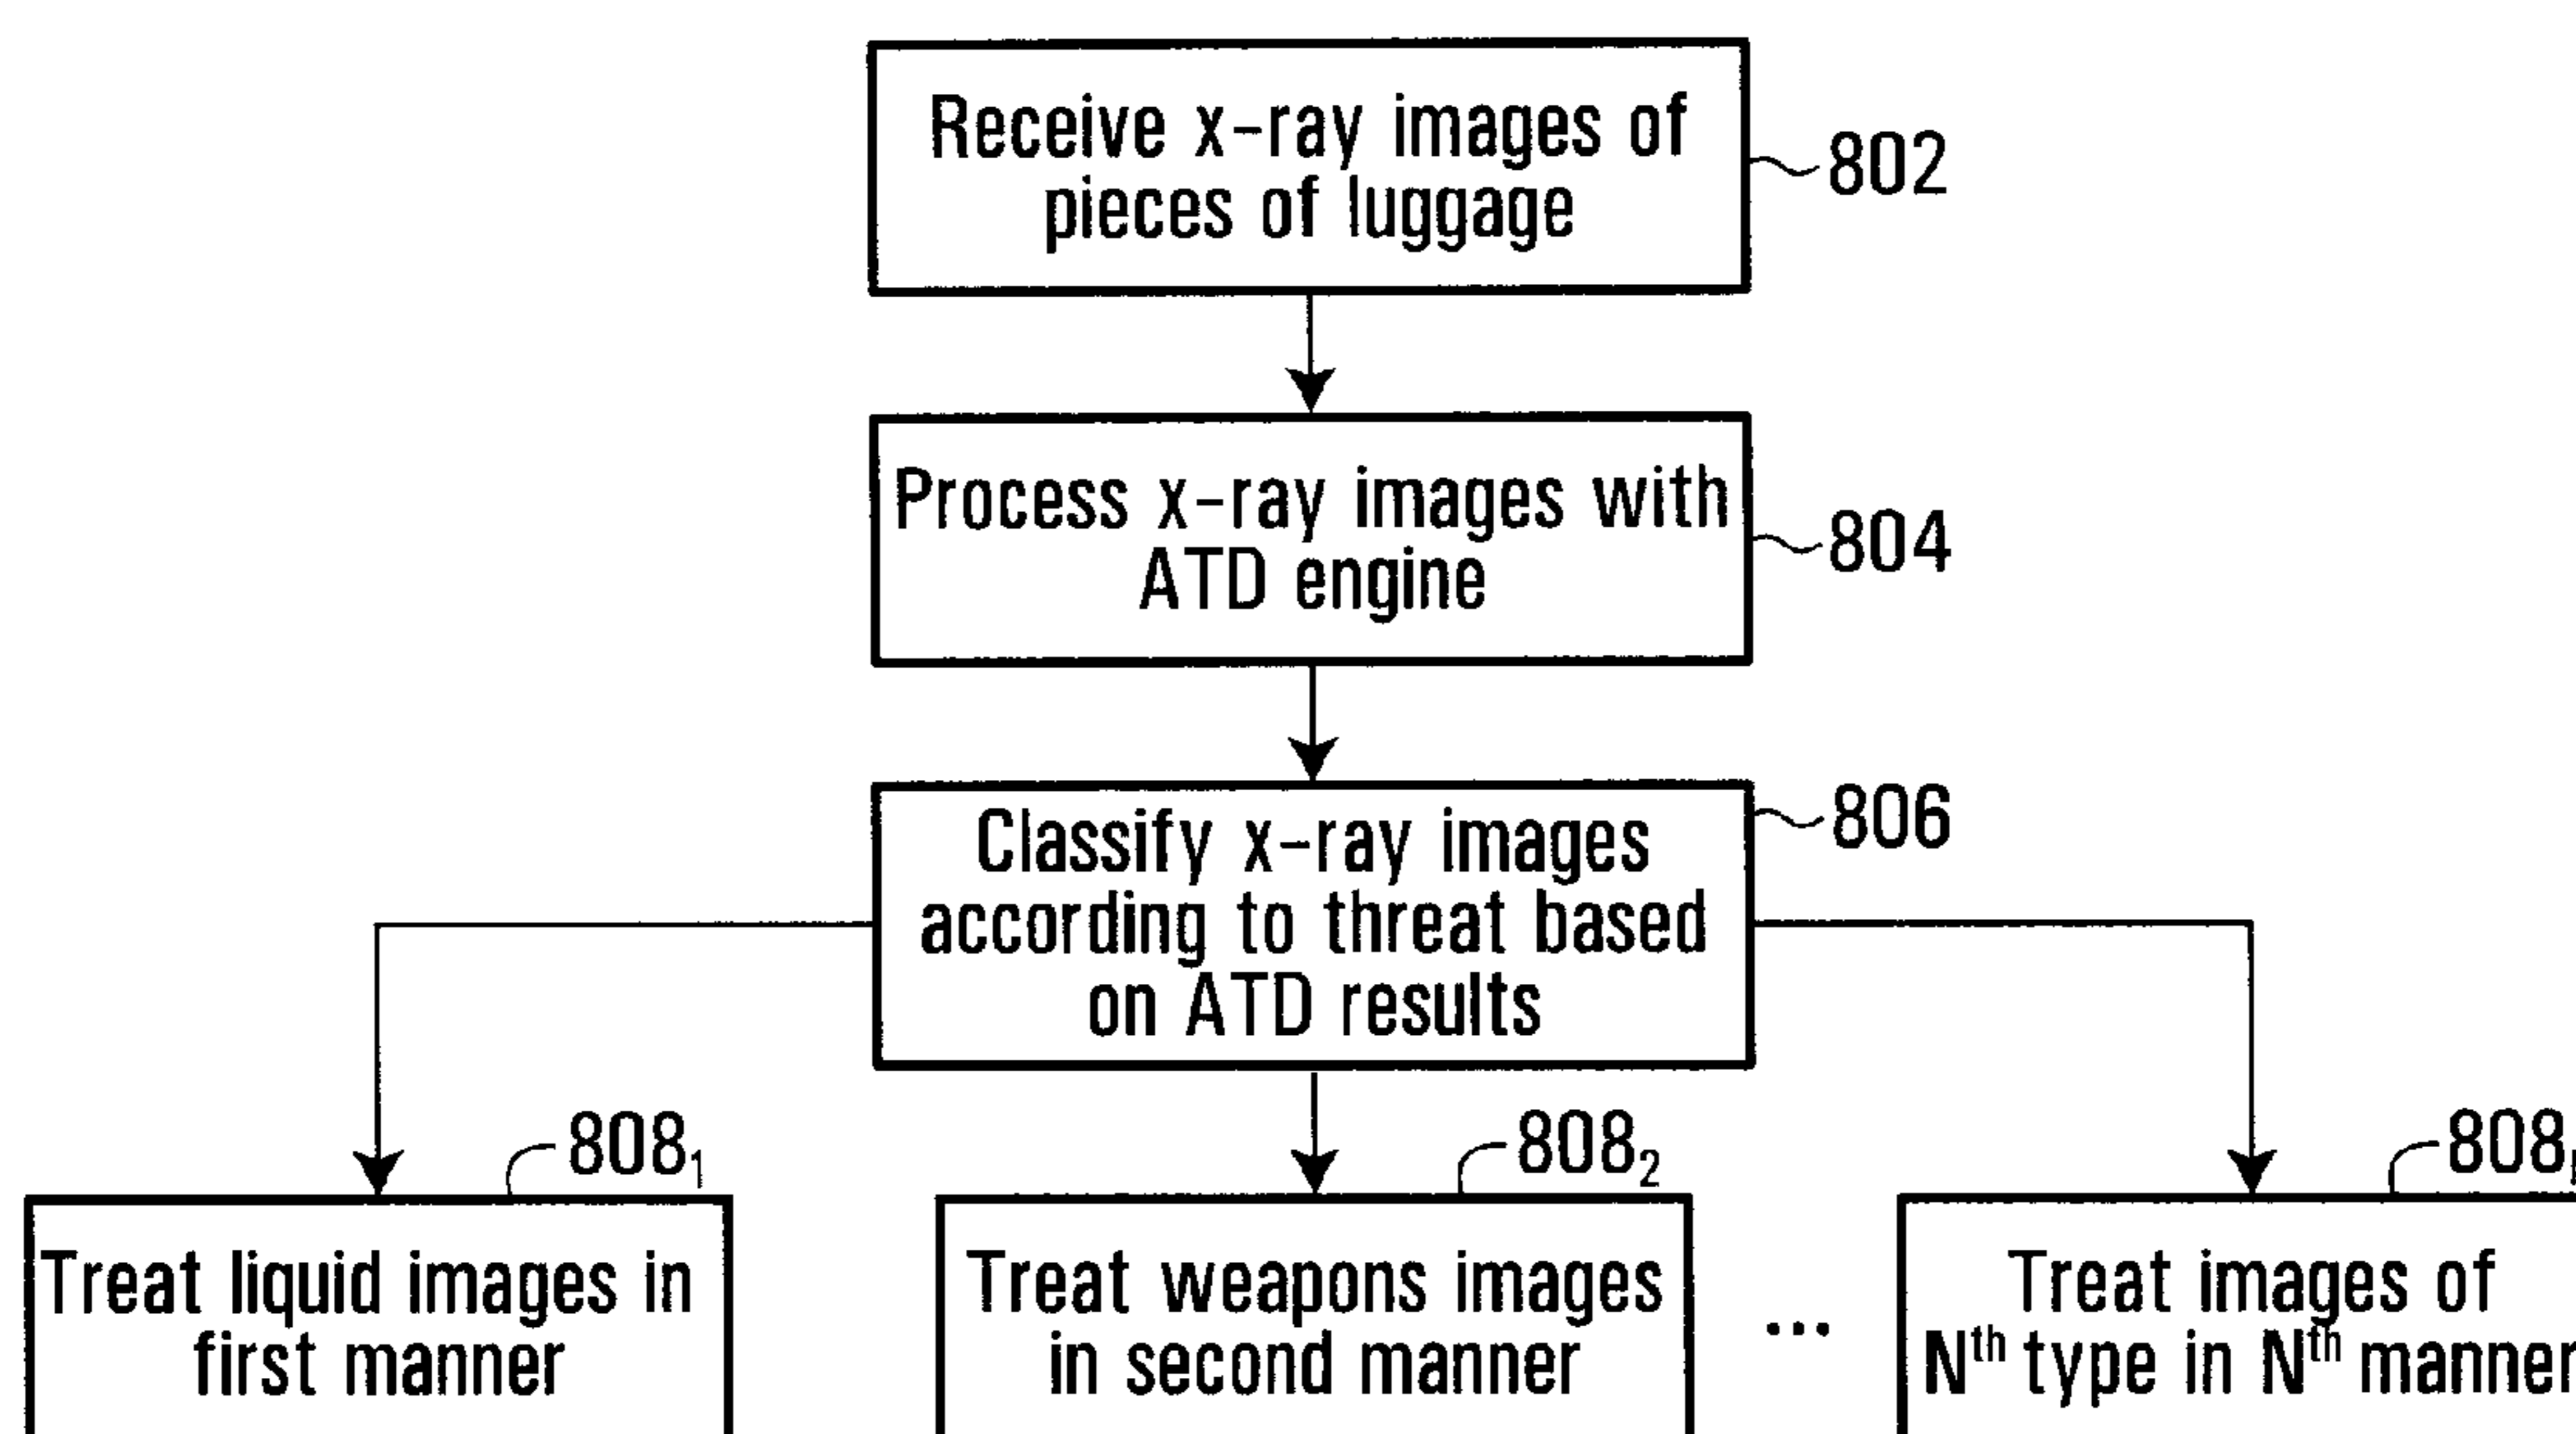 Receive x-ray images of
pieces of luggage
802
Process x-ray images with
ATD engine
804
Classify x-ray images
according to threat based
on ATD results
806
808₁
808₂
808
Treat liquid images in
first manner
Treat weapons images
in second manner
...
Treat images of
Nᵗʰ type in Nᵗʰ manner